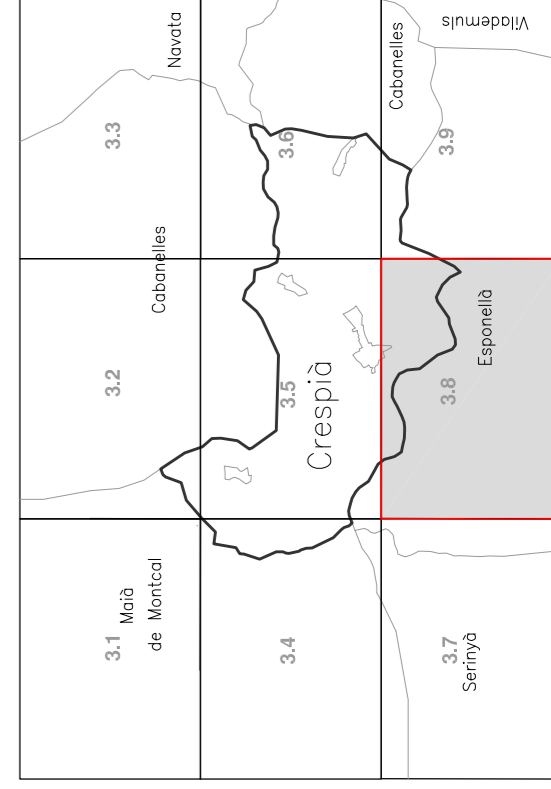 3.1
Maià
de Montcal
3.2
Cabanelles
3.3
Navata
3.4
3.5
Crespià
3.6
3.7
Serinyà
3.8
Esponellà
3.9
Cabanelles
Vilademuls